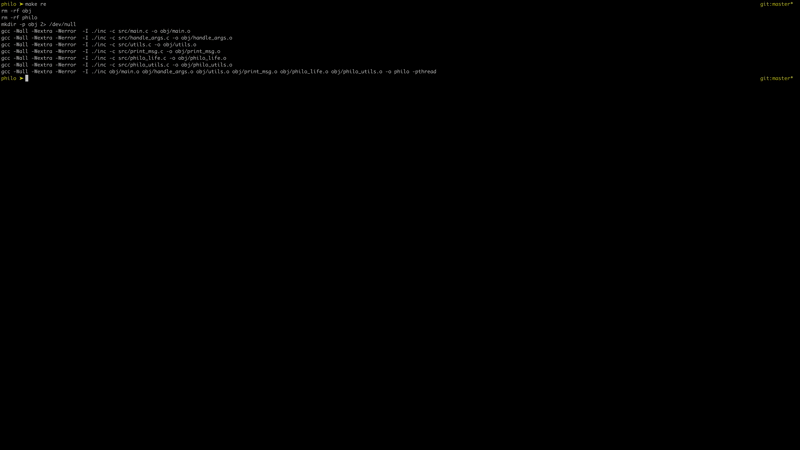 philo ➤ make re git:master*
rm -rf obj
rm -rf philo
mkdir -p obj 2> /dev/null
gcc -Wall -Wextra -Werror  -I ./inc -c src/main.c -o obj/main.o
gcc -Wall -Wextra -Werror  -I ./inc -c src/handle_args.c -o obj/handle_args.o
gcc -Wall -Wextra -Werror  -I ./inc -c src/utils.c -o obj/utils.o
gcc -Wall -Wextra -Werror  -I ./inc -c src/print_msg.c -o obj/print_msg.o
gcc -Wall -Wextra -Werror  -I ./inc -c src/philo_life.c -o obj/philo_life.o
gcc -Wall -Wextra -Werror  -I ./inc -c src/philo_utils.c -o obj/philo_utils.o
gcc -Wall -Wextra -Werror  -I ./inc obj/main.o obj/handle_args.o obj/utils.o obj/print_msg.o obj/philo_life.o obj/philo_utils.o -o philo -pthread
philo ➤ git:master*